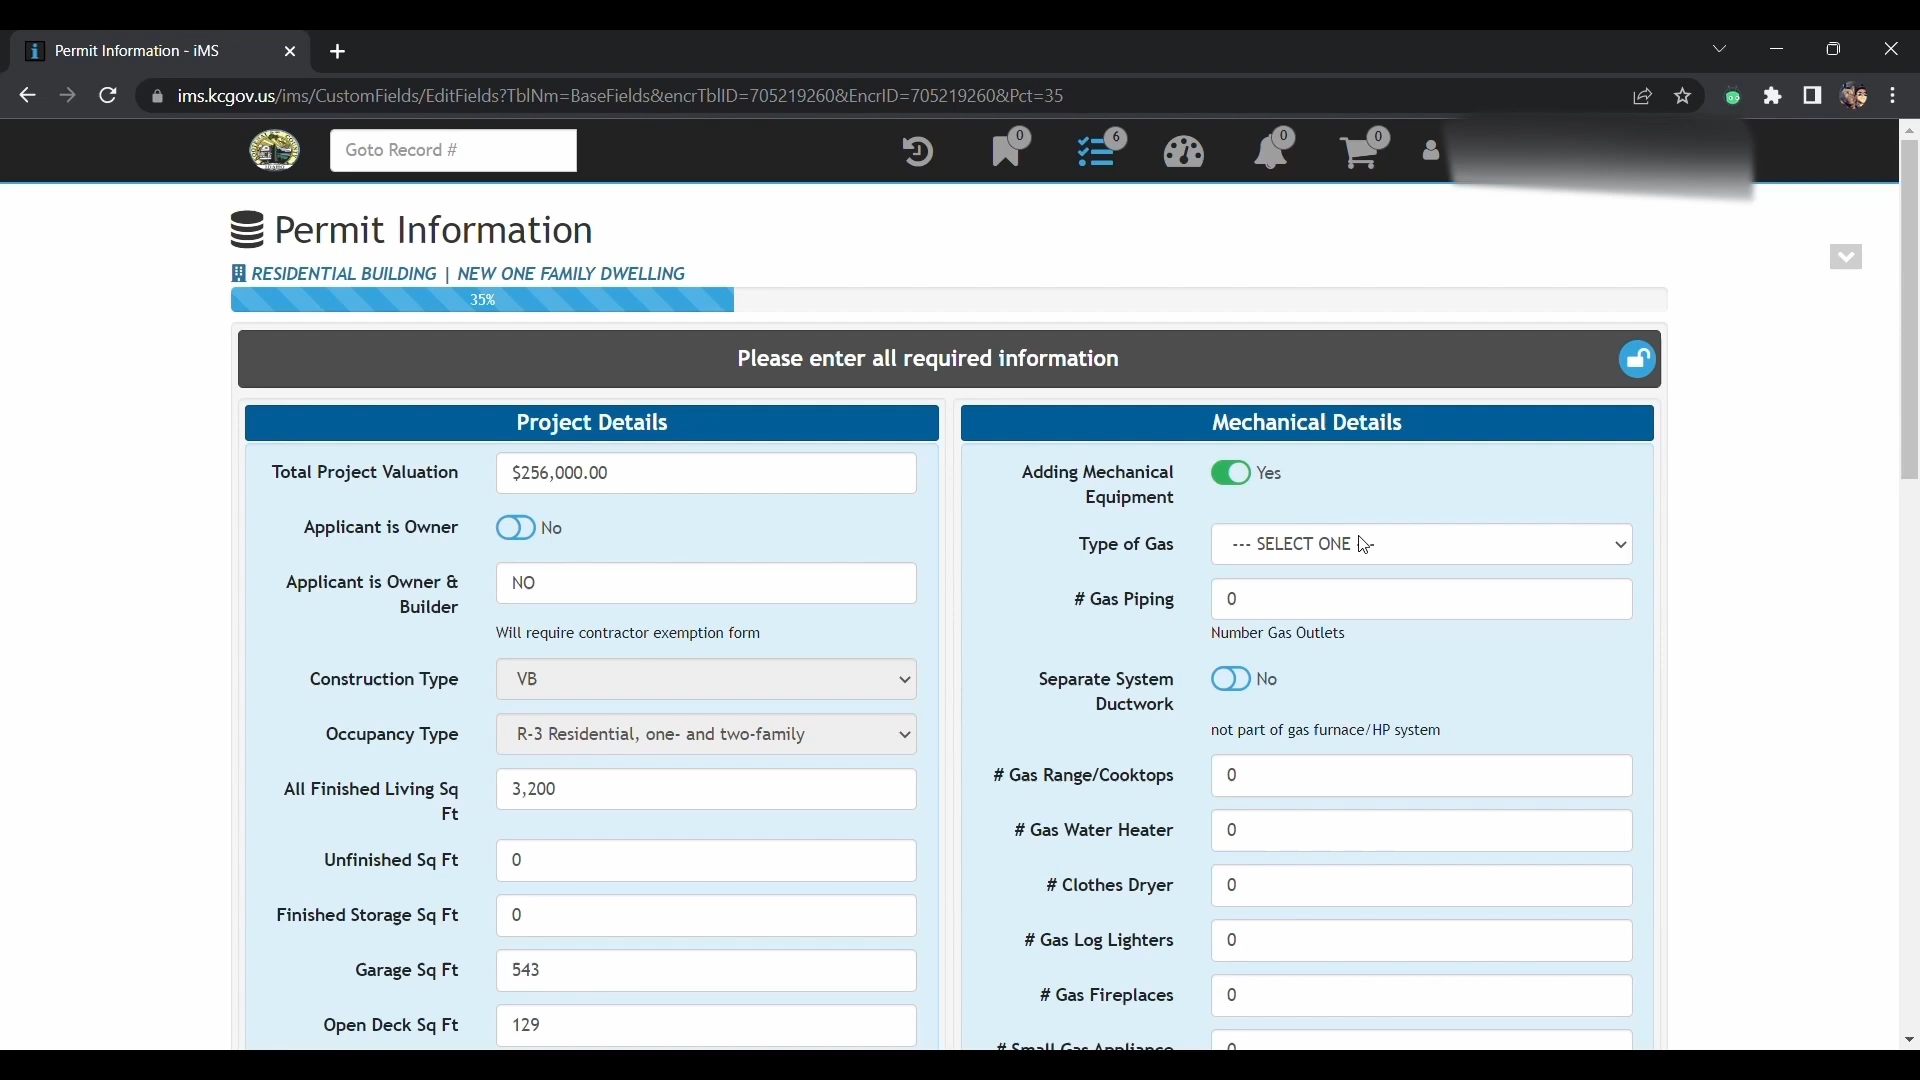 Permit Information - iMS
ims.kcgov.us/ims/CustomFields/EditFields?TblNm=BaseFields&encrTblID=705219260&EncrID=705219260&Pct=35
Goto Record #
0
6
0
0
Permit Information
RESIDENTIAL BUILDING | NEW ONE FAMILY DWELLING
35%
Please enter all required information
Project Details
Total Project Valuation
$256,000.00
Applicant is Owner
No
Applicant is Owner &
Builder
NO
Will require contractor exemption form
Construction Type
VB
Occupancy Type
R-3 Residential, one- and two-family
All Finished Living Sq
Ft
3,200
Unfinished Sq Ft
0
Finished Storage Sq Ft
0
Garage Sq Ft
543
Open Deck Sq Ft
129
Mechanical Details
Adding Mechanical
Equipment
Yes
Type of Gas
--- SELECT ONE ---
# Gas Piping
0
Number Gas Outlets
Separate System
Ductwork
No
not part of gas furnace/HP system
# Gas Range/Cooktops
0
# Gas Water Heater
0
# Clothes Dryer
0
# Gas Log Lighters
0
# Gas Fireplaces
0
# Small Gas Appliance
0